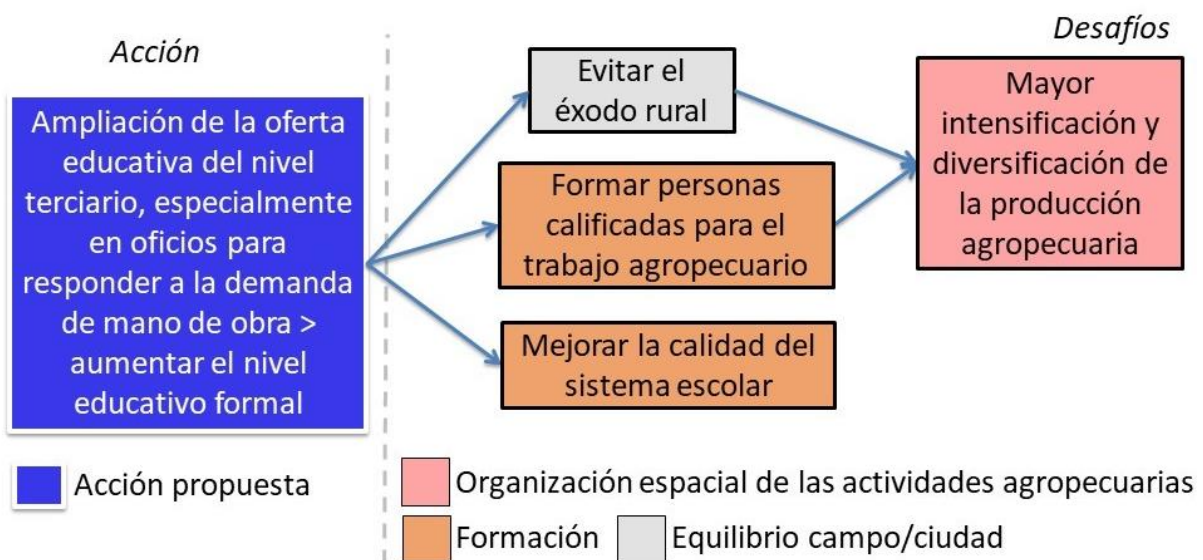 Acción
Desafíos
Ampliación de la oferta
educativa del nivel
terciario, especialmente
en oficios para
responder a la demanda
de mano de obra >
aumentar el nivel
educativo formal
Evitar el
éxodo rural
Formar personas
calificadas para el
trabajo agropecuario
Mejorar la calidad del
sistema escolar
Mayor
intensificación y
diversificación de
la producción
agropecuaria
Acción propuesta
Organización espacial de las actividades agropecuarias
Formación
Equilibrio campo/ciudad